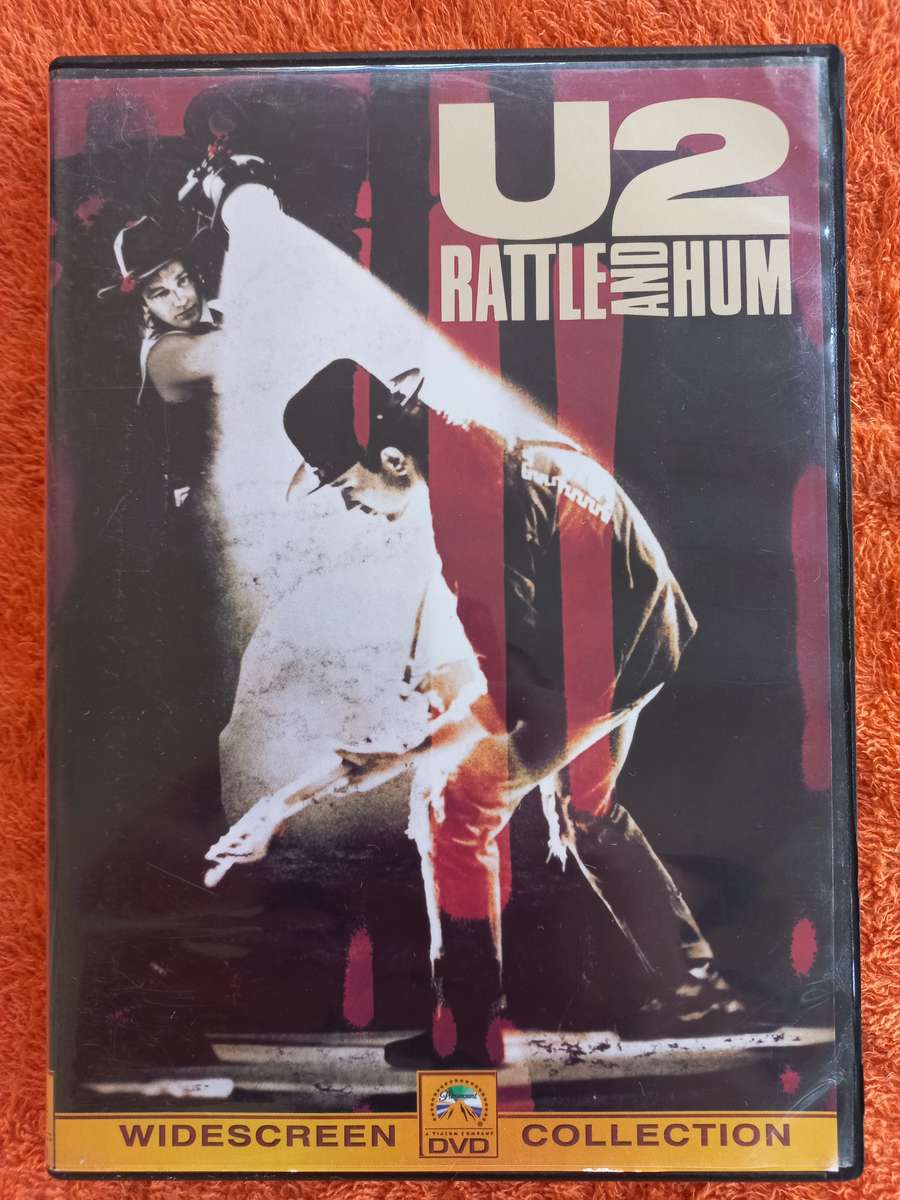 U2
RATTLE AND HUM
WIDESCREEN COLLECTION
Paramount
A VIACOM COMPANY
DVD